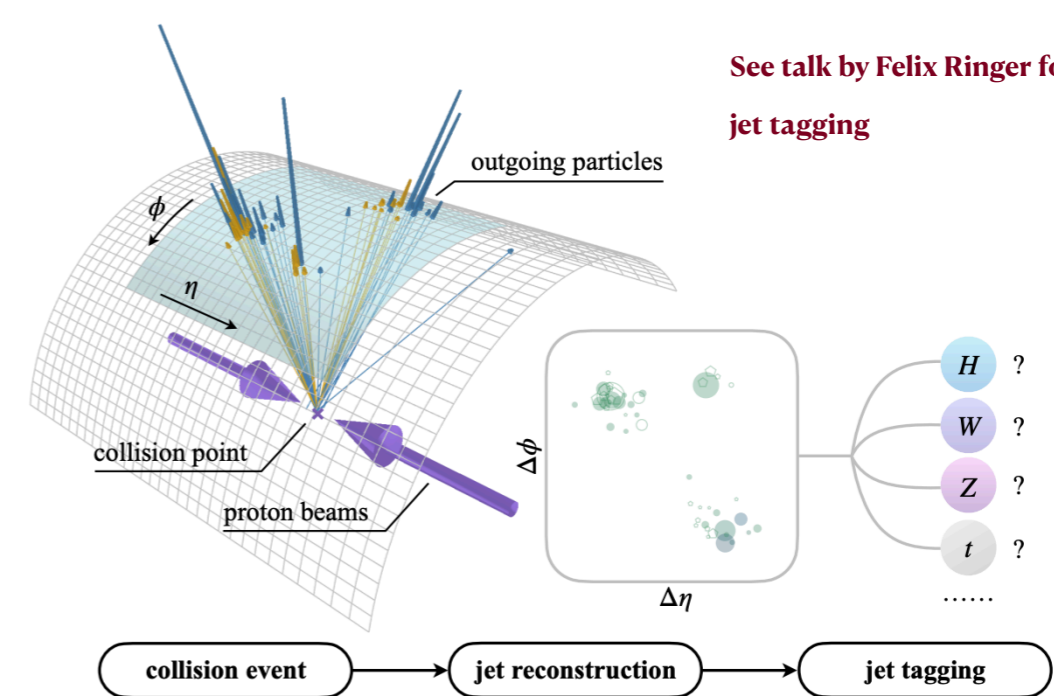 See talk by Felix Ringer fo
jet tagging
outgoing particles
ϕ
η
collision point
proton beams
Δϕ
Δη
H ?
W ?
Z ?
t ?
......
collision event
jet reconstruction
jet tagging